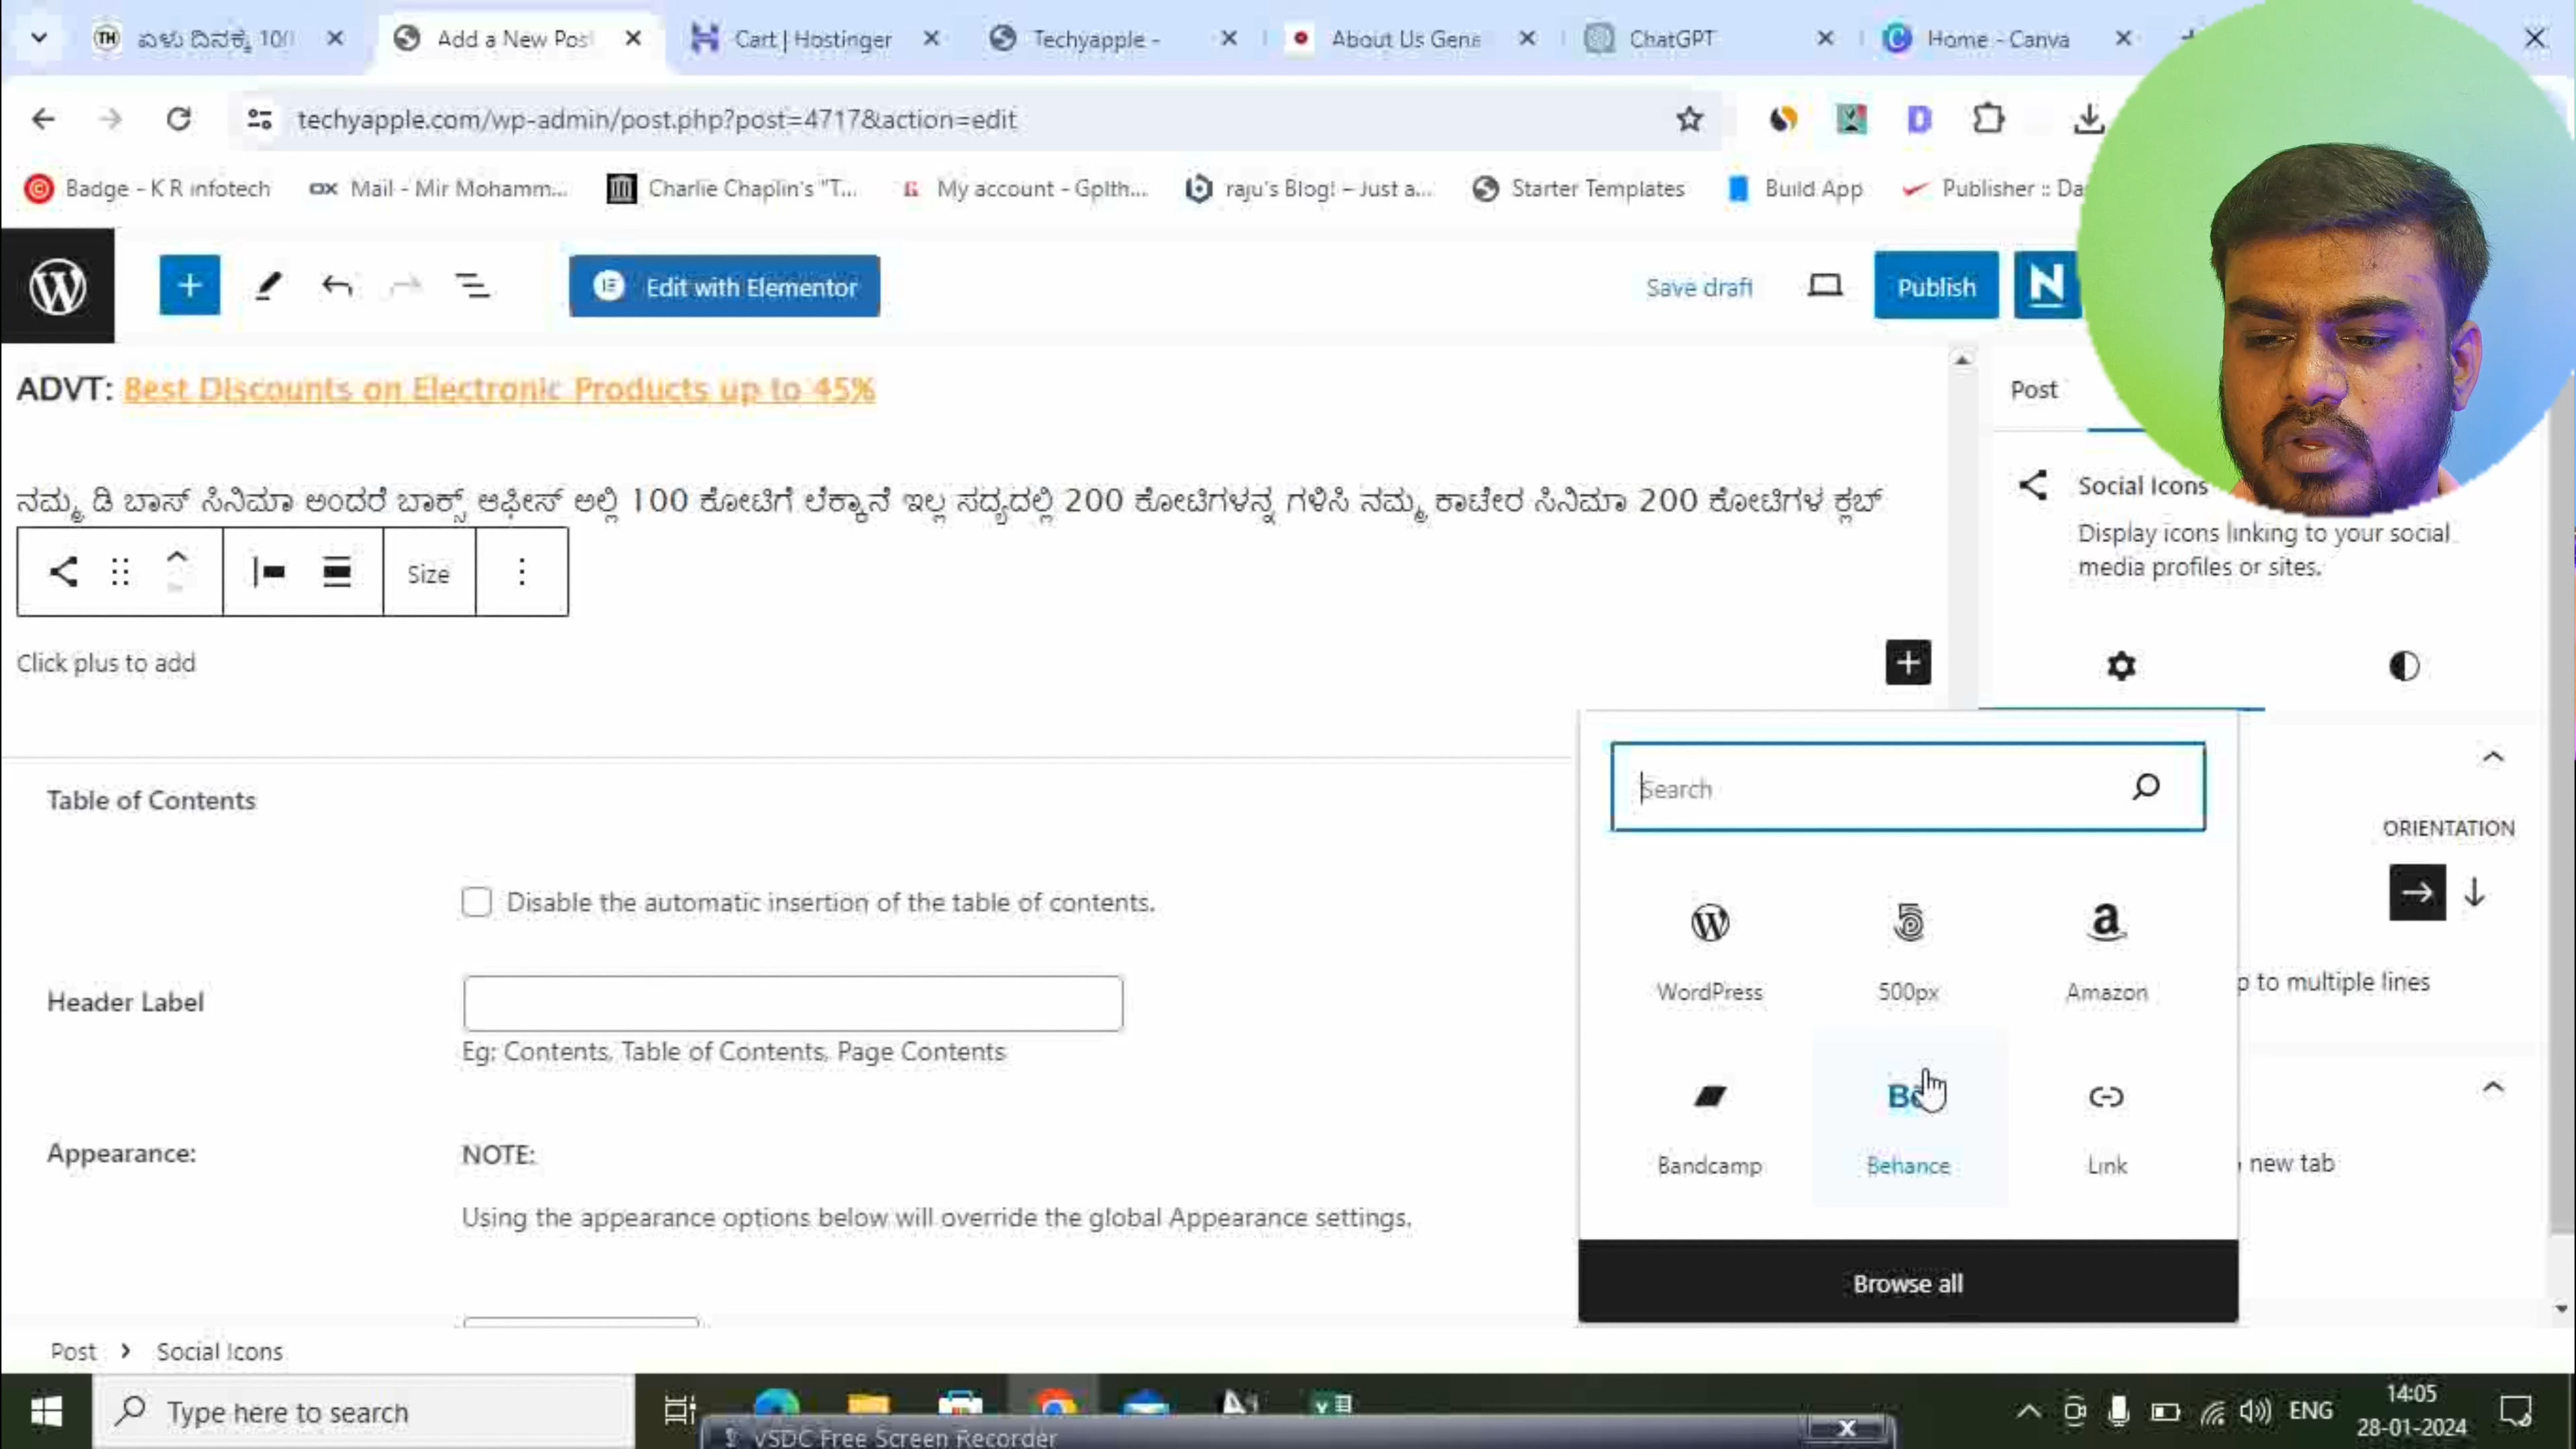 ಏಳು ದಿನಕ್ಕೆ 100
Add a New Post
Cart | Hostinger
Techyapple -
About Us Gene
ChatGPT
Home - Canva
techyapple.com/wp-admin/post.php?post=4717&action=edit
Badge - K R infotech
Mail - Mir Mohamm...
Charlie Chaplin's "T...
My account - Gplth...
raju's Blog! – Just a...
Starter Templates
Build App
Publisher :: Da
Edit with Elementor
Save draft
Publish
ADVT: Best Discounts on Electronic Products up to 45%
Post
ನಮ್ಮ ಡಿ ಬಾಸ್ ಸಿನಿಮಾ ಅಂದರೆ ಬಾಕ್ಸ್ ಆಫೀಸ್ ಅಲ್ಲಿ 100 ಕೋಟಿಗೆ ಲೆಕ್ಕಾನೆ ಇಲ್ಲ ಸದ್ಯದಲ್ಲಿ 200 ಕೋಟಿಗಳನ್ನ ಗಳಿಸಿ ನಮ್ಮ ಕಾಟೇರ ಸಿನಿಮಾ 200 ಕೋಟಿಗಳ ಕ್ಲಬ್
Social Icons
Display icons linking to your social
media profiles or sites.
Size
Click plus to add
Search
Table of Contents
ORIENTATION
Disable the automatic insertion of the table of contents.
WordPress
500px
Amazon
p to multiple lines
Header Label
Eg: Contents, Table of Contents, Page Contents
Bandcamp
Behance
Link
new tab
Appearance:
NOTE:
Using the appearance options below will override the global Appearance settings.
Browse all
Post
Social Icons
Type here to search
VSDC Free Screen Recorder
ENG
14:05
28-01-2024